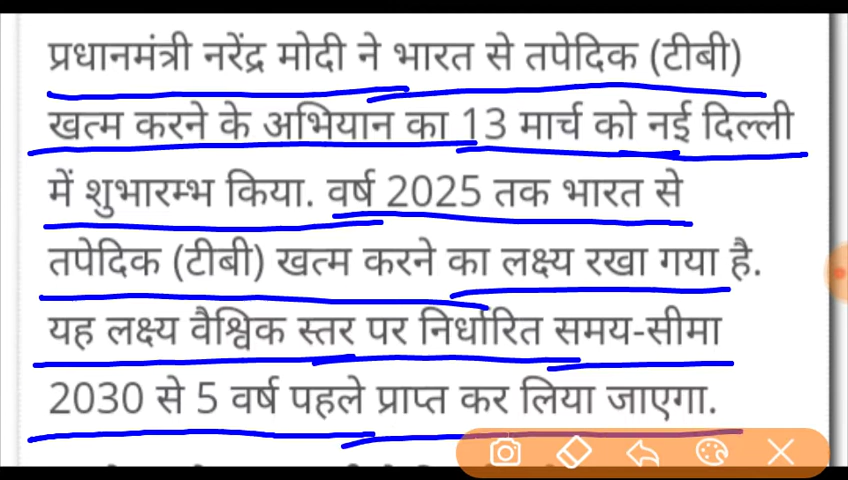 प्रधानमंत्री नरेंद्र मोदी ने भारत से तपेदिक (टीबी)
खत्म करने के अभियान का 13 मार्च को नई दिल्ली
में शुभारम्भ किया. वर्ष 2025 तक भारत से
तपेदिक (टीबी) खत्म करने का लक्ष्य रखा गया है.
यह लक्ष्य वैश्विक स्तर पर निर्धारित समय-सीमा
2030 से 5 वर्ष पहले प्राप्त कर लिया जाएगा.